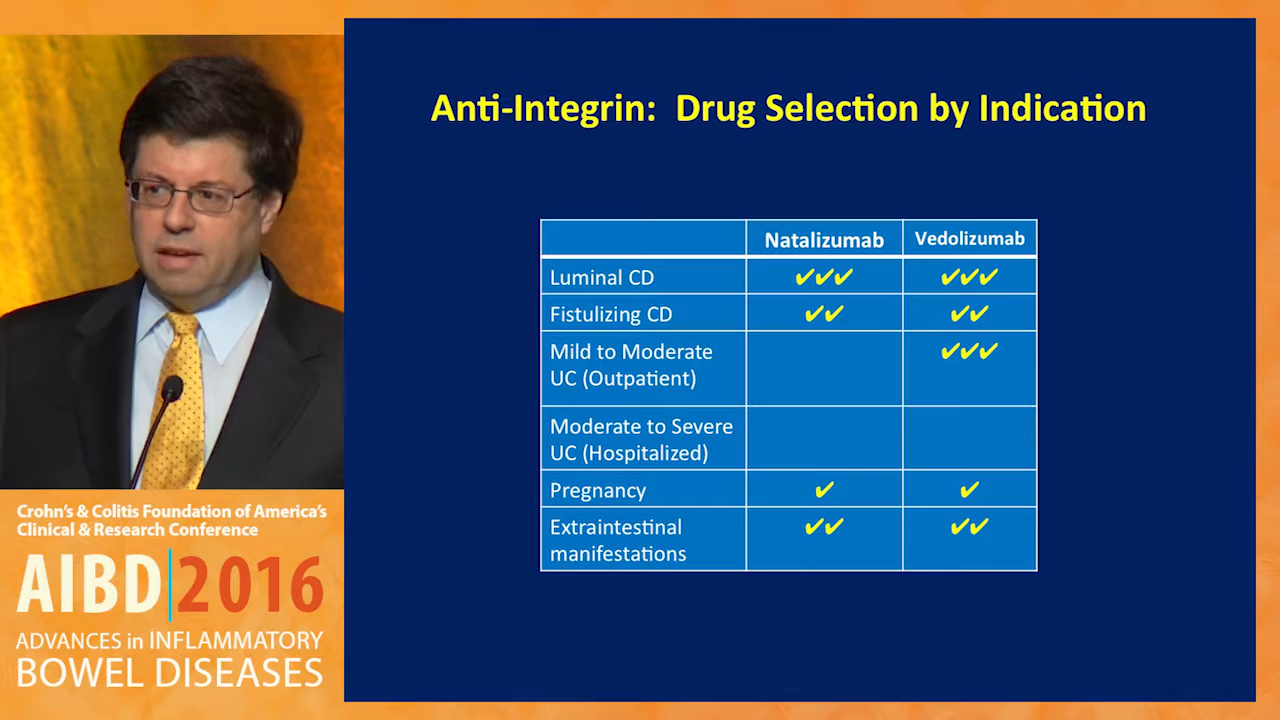 Anti-Integrin: Drug Selection by Indication
Natalizumab Vedolizumab
Luminal CD ✔✔✔ ✔✔✔
Fistulizing CD ✔✔ ✔✔
Mild to Moderate ✔✔✔
UC (Outpatient)
Moderate to Severe
UC (Hospitalized)
Pregnancy ✔ ✔
Extraintestinal ✔✔ ✔✔
manifestations
Crohn's & Colitis Foundation of America's
Clinical & Research Conference
AIBD|2016
ADVANCES in INFLAMMATORY
BOWEL DISEASES